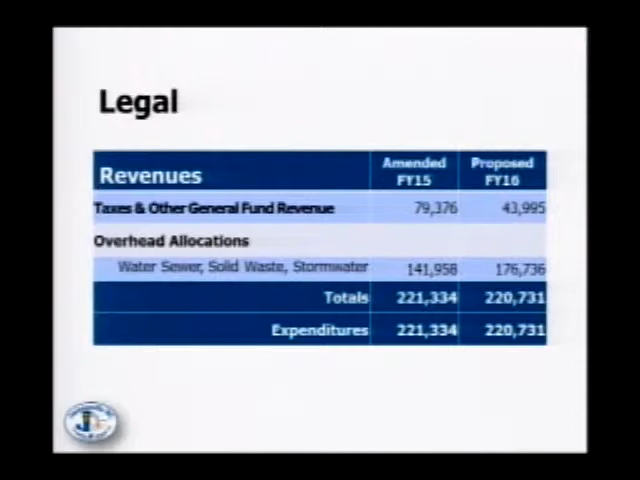 Legal
Revenues Amended FY15 Proposed FY16
Taxes & Other General Fund Revenue 79,376 43,995
Overhead Allocations
Water Sewer, Solid Waste, Stormwater 141,958 176,736
Totals 221,334 220,731
Expenditures 221,334 220,731